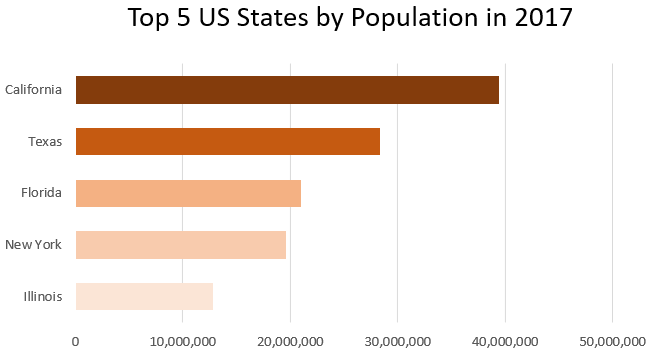 Top 5 US States by Population in 2017
California
Texas
Florida
New York
Illinois
0 10,000,000 20,000,000 30,000,000 40,000,000 50,000,000